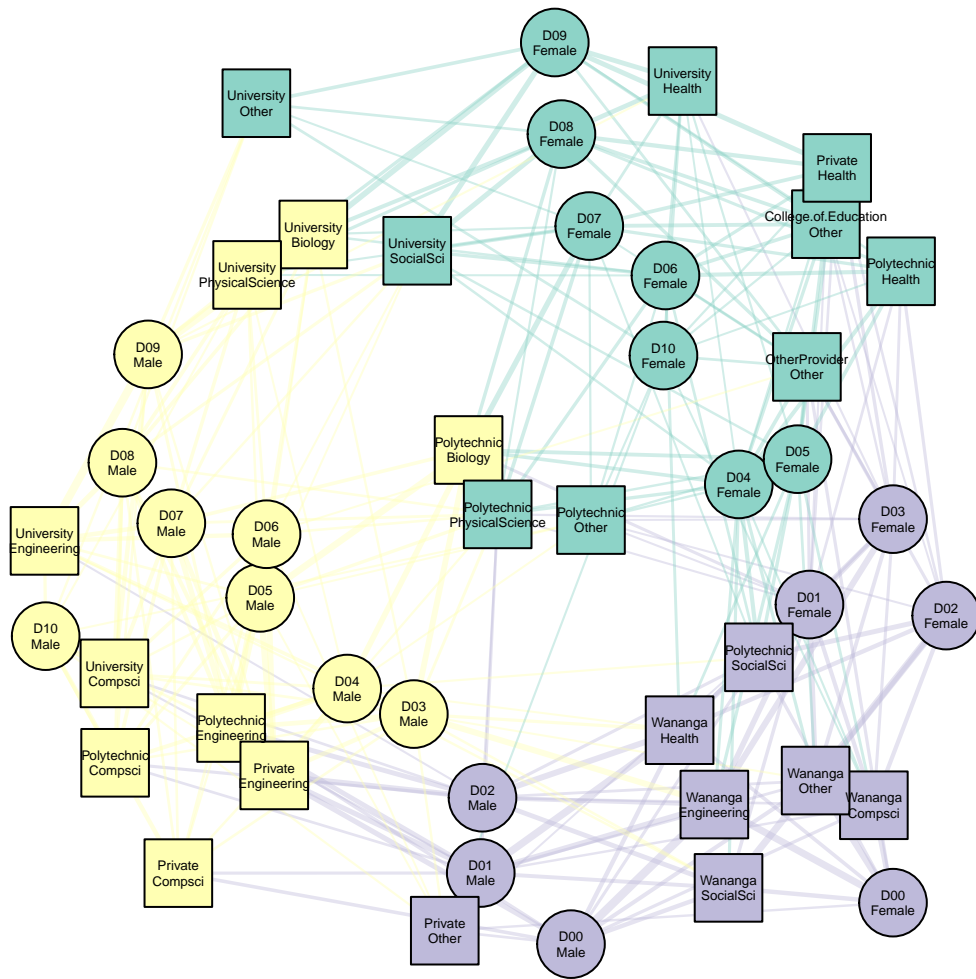 D09
Female
University
Health
University
Other
D08
Female
Private
Health
College.of.Education
Other
University
Biology
D07
Female
University
SocialSci
University
PhysicalScience
D06
Female
Polytechnic
Health
D09
Male
D10
Female
OtherProvider
Other
Polytechnic
Biology
D08
Male
D04
Female
D05
Female
D07
Male
Polytechnic
PhysicalScience
Polytechnic
Other
D03
Female
University
Engineering
D06
Male
D05
Male
D01
Female
D02
Female
D10
Male
University
Compsci
Polytechnic
SocialSci
D04
Male
D03
Male
Polytechnic
Engineering
Wananga
Health
Polytechnic
Compsci
Private
Engineering
D02
Male
Wananga
Engineering
Wananga
Other
Wananga
Compsci
Private
Compsci
D01
Male
Wananga
SocialSci
D00
Female
Private
Other
D00
Male